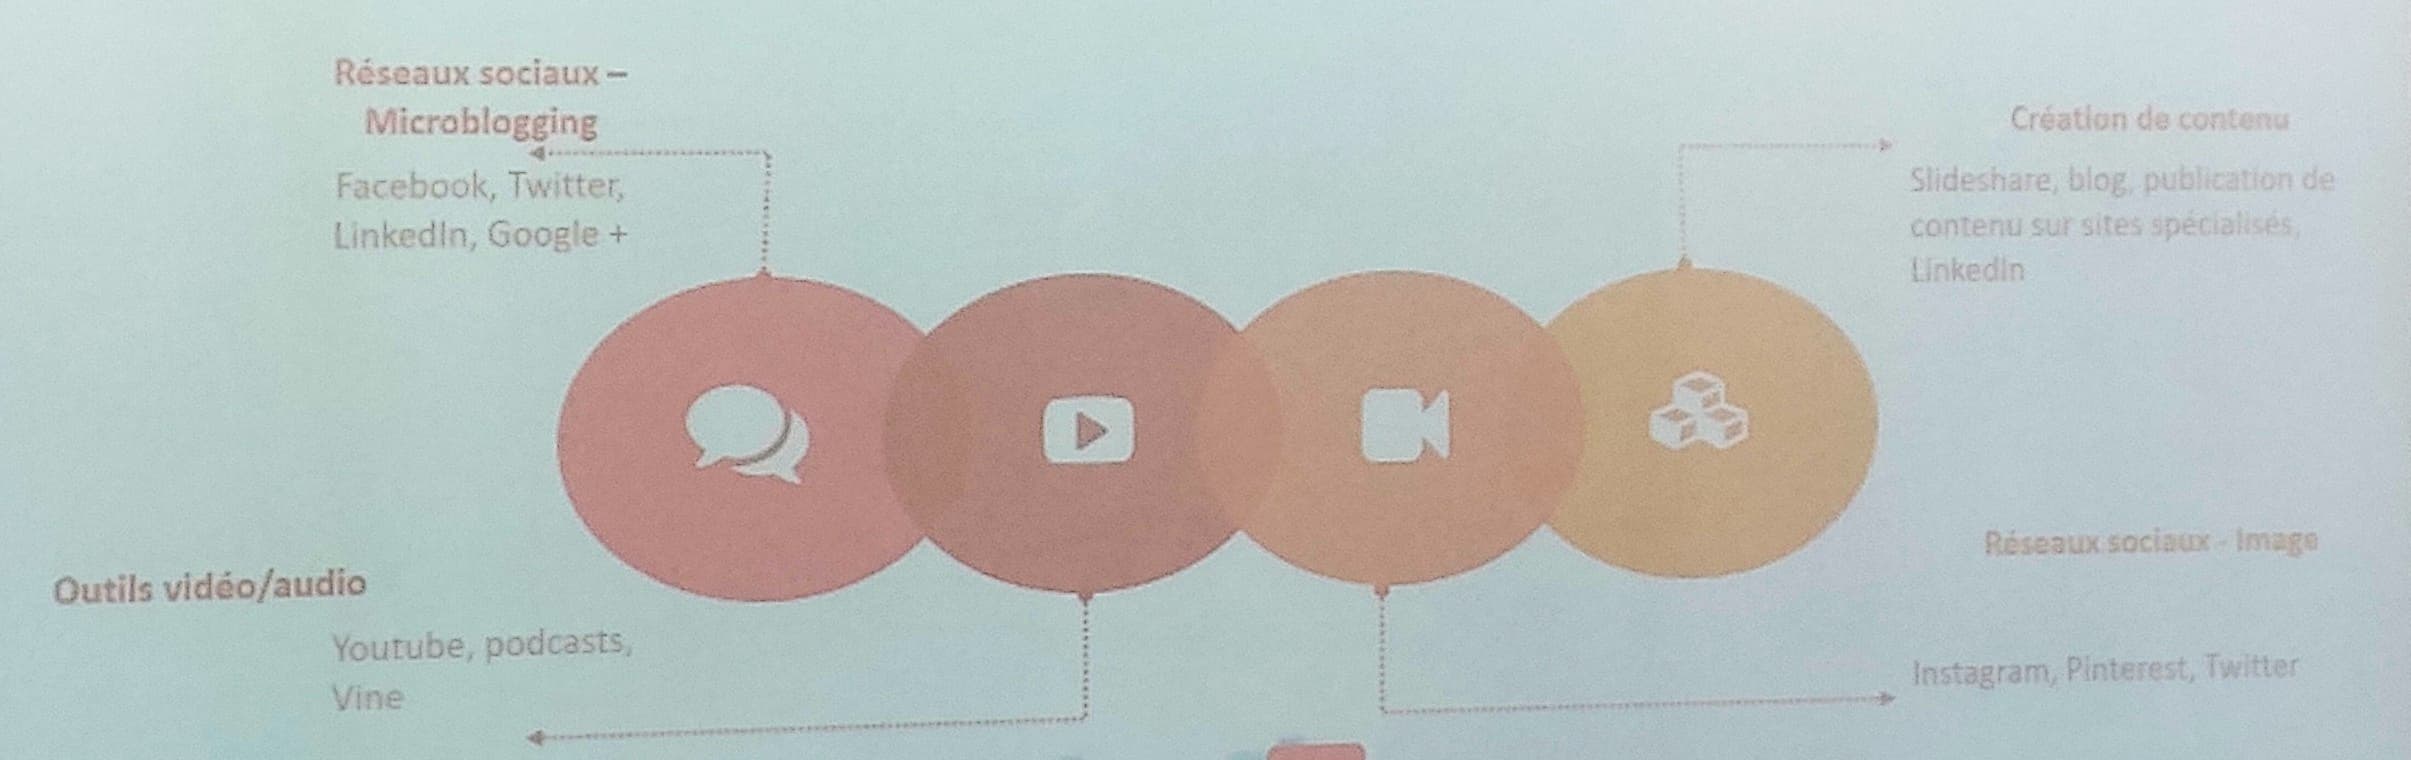 Réseaux sociaux –
Microblogging
Facebook, Twitter,
LinkedIn, Google +
Création de contenu
Slideshare, blog, publication de
contenu sur sites spécialisés,
LinkedIn
Outils vidéo/audio
Youtube, podcasts,
Vine
Réseaux sociaux - Image
Instagram, Pinterest, Twitter